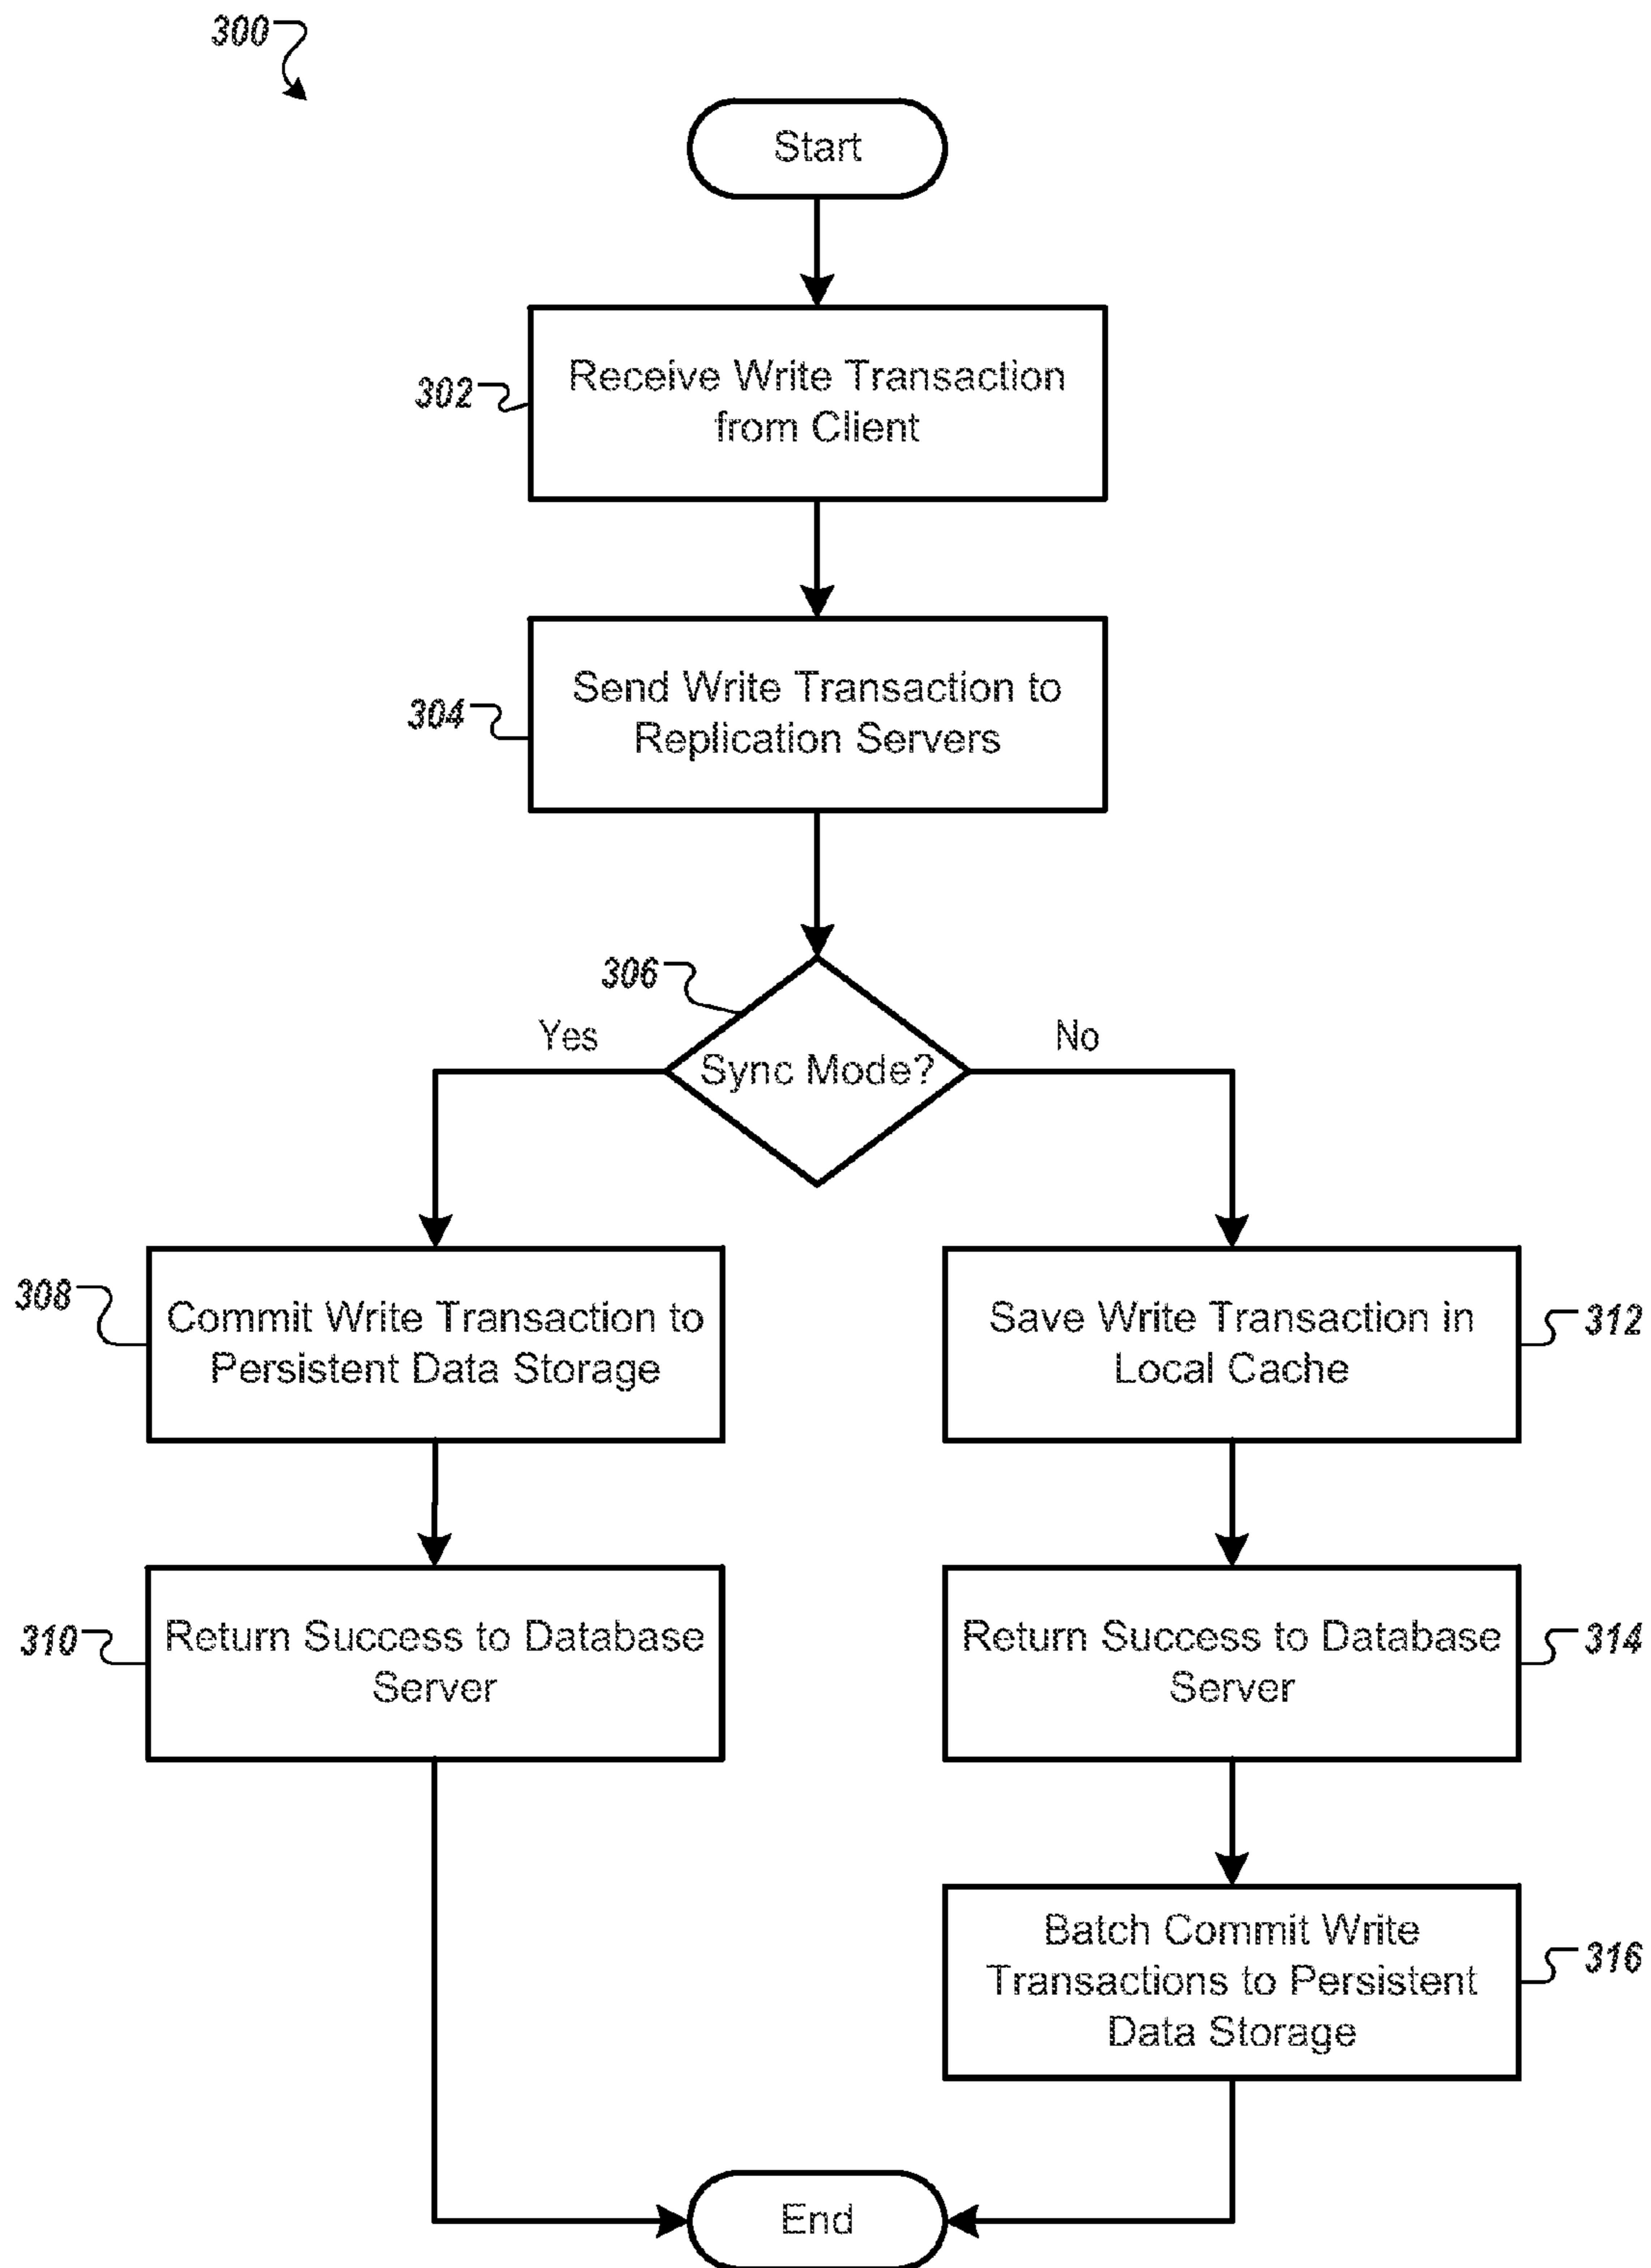 300
Start
302
Receive Write Transaction
from Client
304
Send Write Transaction to
Replication Servers
306
Yes
Sync Mode?
No
308
Commit Write Transaction to
Persistent Data Storage
Save Write Transaction in
Local Cache
312
310
Return Success to Database
Server
Return Success to Database
Server
314
Batch Commit Write
Transactions to Persistent
Data Storage
316
End